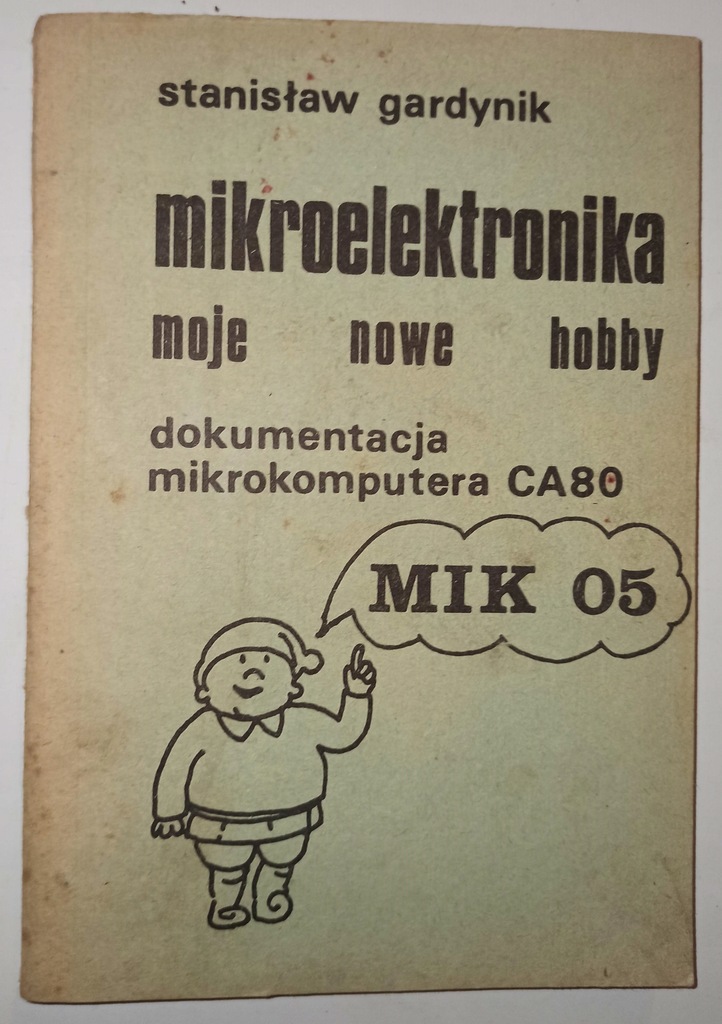 stanisław gardynik
mikroelektronika
moje nowe hobby
dokumentacja
mikrokomputera CA80
MIK 05